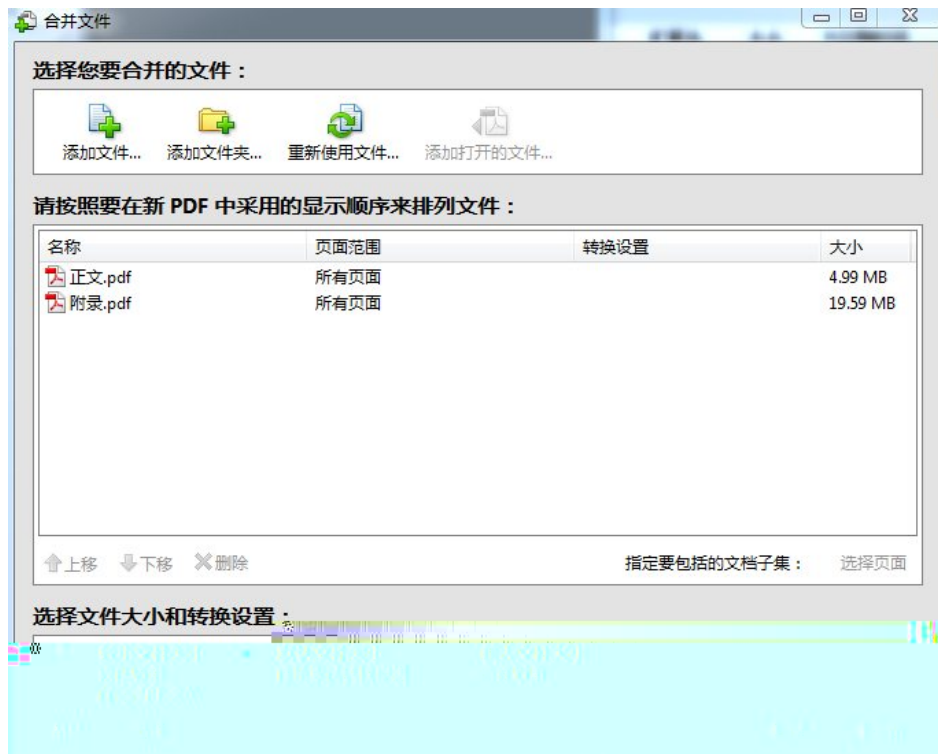 合并文件
选择您要合并的文件：
添加文件... 添加文件夹... 重新使用文件... 添加打开的文件...
请按照要在新 PDF 中采用的显示顺序来排列文件：
名称 页面范围 转换设置 大小
正文.pdf 所有页面 4.99 MB
附录.pdf 所有页面 19.59 MB
上移 下移 删除 指定要包括的文档子集： 选择页面
选择文件大小和转换设置：